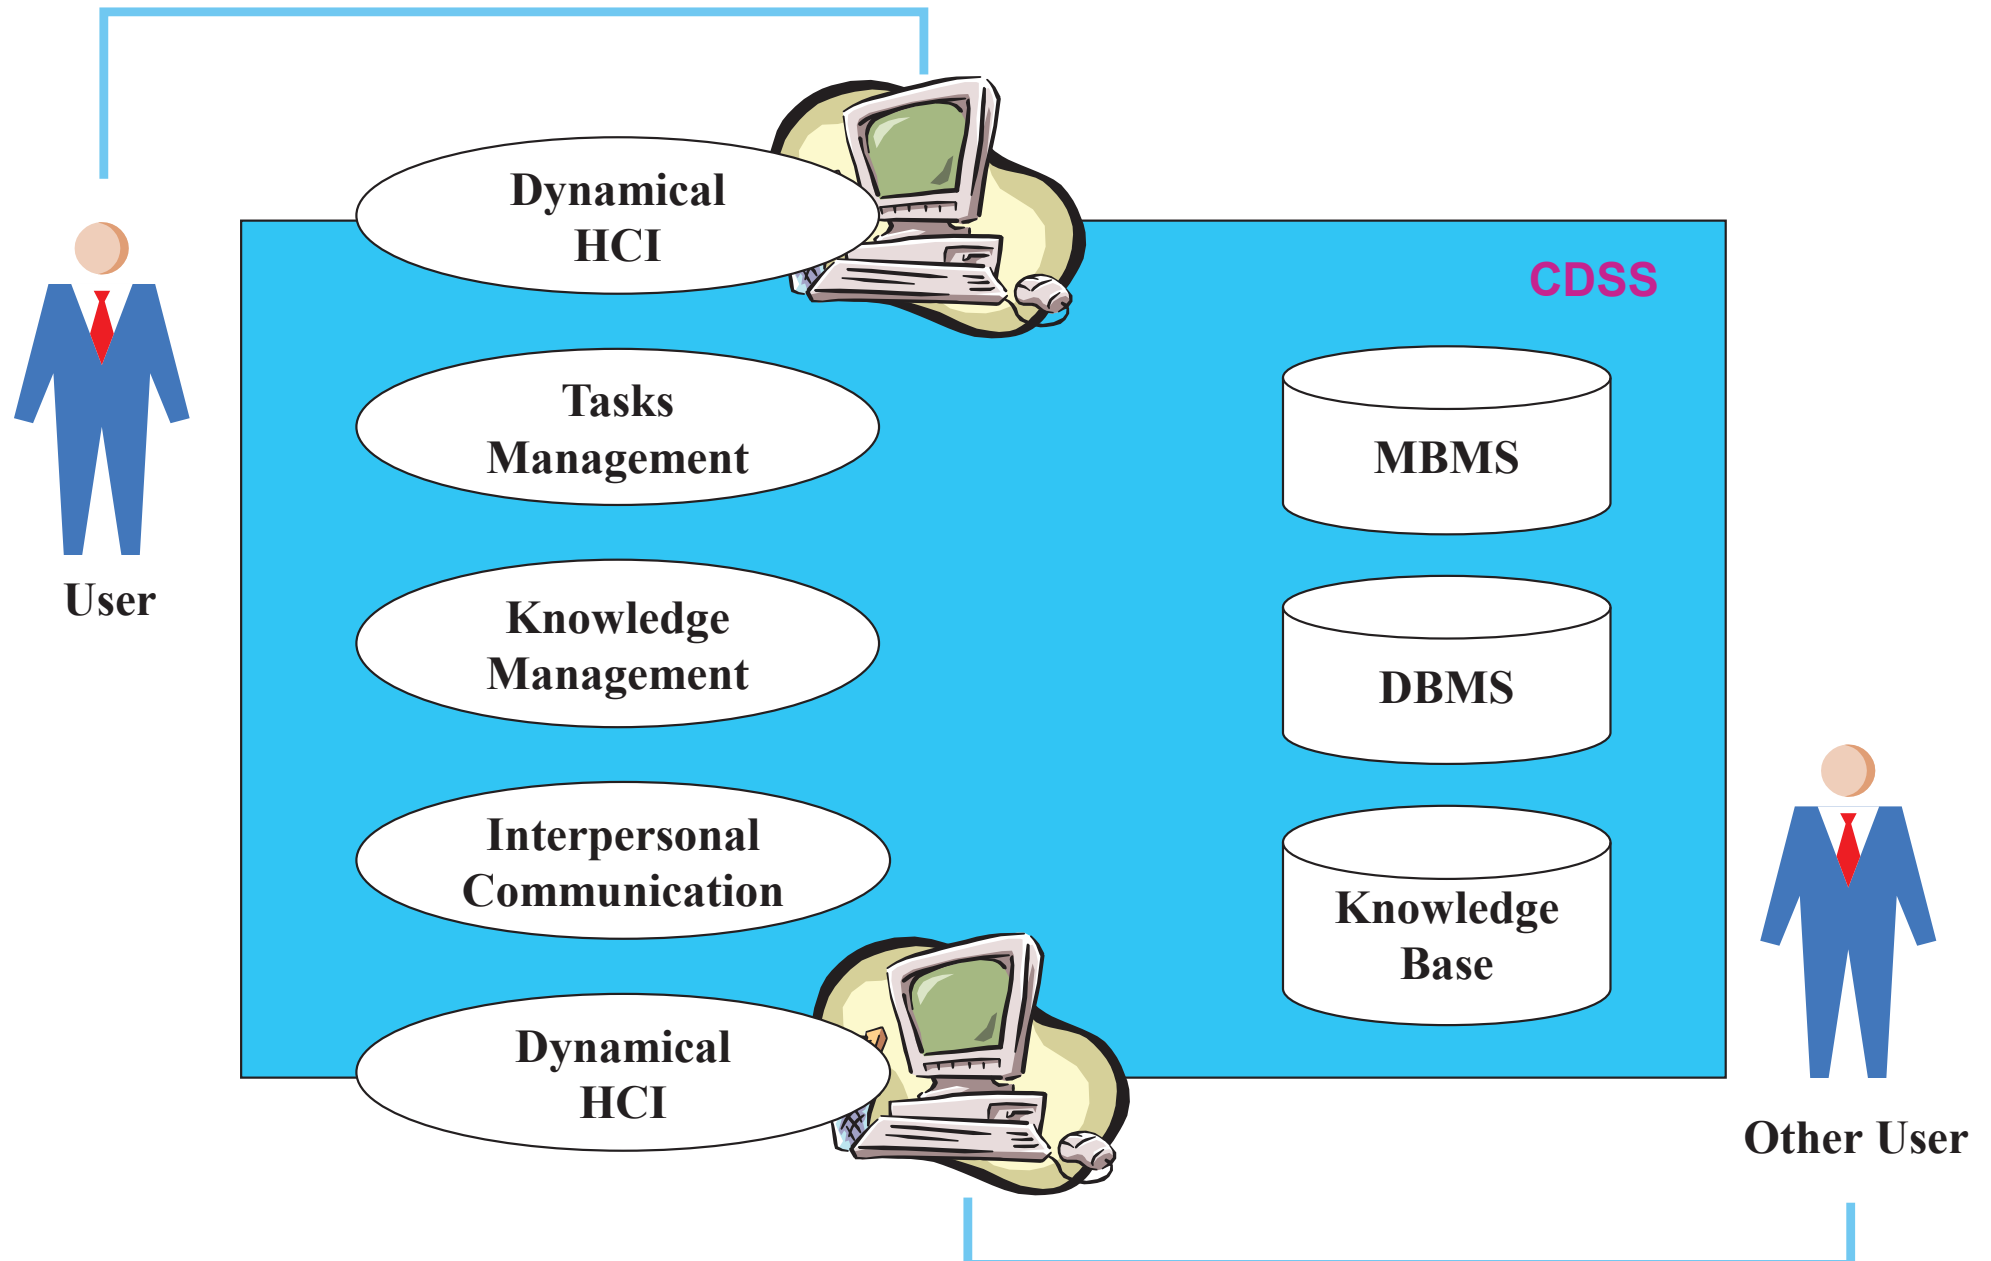 Dynamical
HCI
CDSS
Tasks
Management
MBMS
User
Knowledge
Management
DBMS
Interpersonal
Communication
Knowledge
Base
Dynamical
HCI
Other User